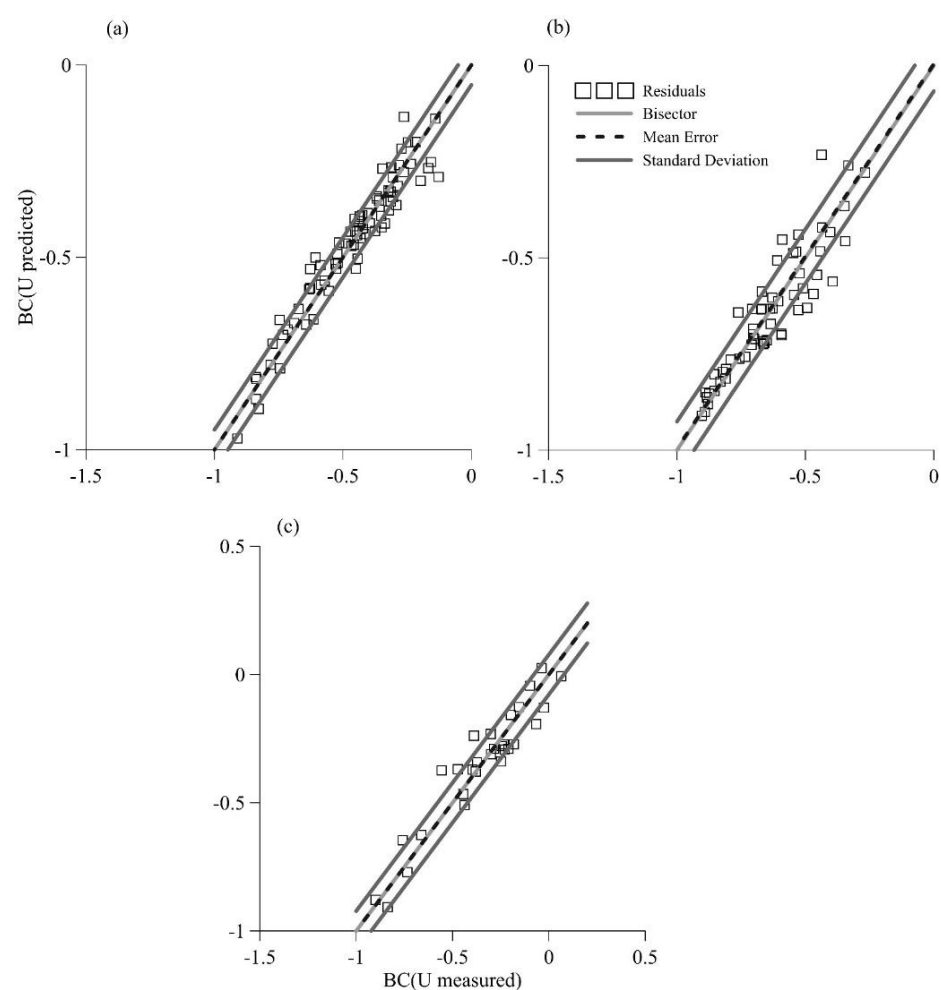 (a)
(b)
0
0
Residuals
Bisector
Mean Error
Standard Deviation
BC(U predicted)
-0.5
-0.5
-1
-1
-1.5
-1
-0.5
0
-1.5
-1
-0.5
0
(c)
0.5
0
-0.5
-1
-1.5
-1
-0.5
0
0.5
BC(U measured)